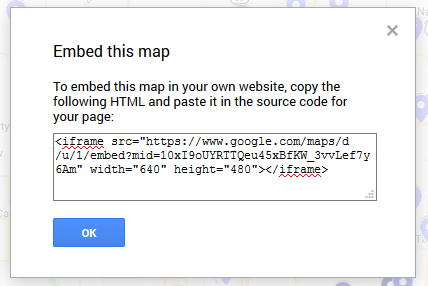 Embed this map
To embed this map in your own website, copy the
following HTML and paste it in the source code for
your page:
<iframe src="https://www.google.com/maps/d
/u/1/embed?mid=10xI9oUYRTTQeu45xBfKW_3vvLef7y
6Am" width="640" height="480"></iframe>
OK